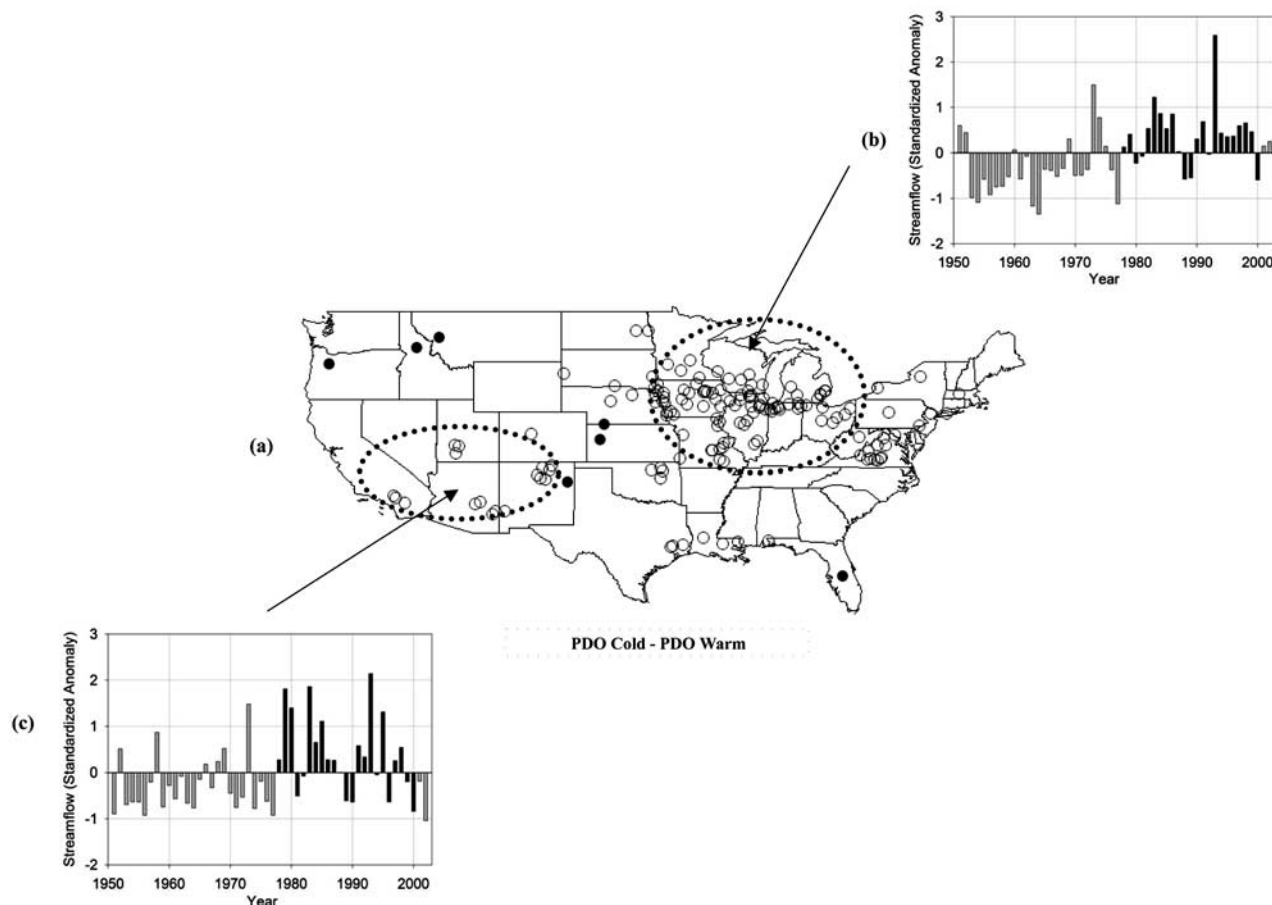 3
2
1
0
-1
-2
Streamflow (Standardized Anomaly)
1950 1960 1970 1980 1990 2000
Year
(b)
(a)
PDO Cold - PDO Warm
(c)
3
2
1
0
-1
-2
Streamflow (Standardized Anomaly)
1950 1960 1970 1980 1990 2000
Year